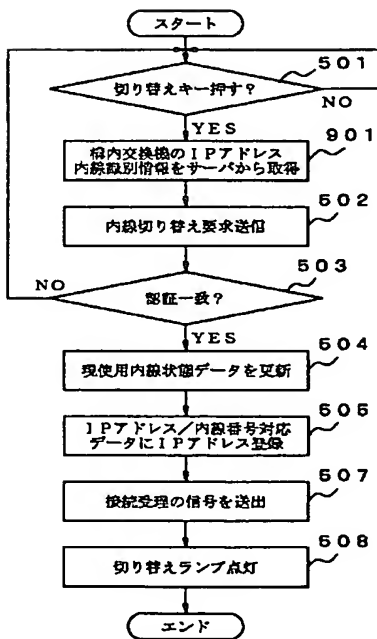 スタート
501
切り替えキー押す?
NO
YES
901
構内交換機のIPアドレス
内線識別情報をサーバから取得
502
内線切り替え要求送信
503
NO
認証一致?
YES
504
現使用内線状態データを更新
505
IPアドレス/内線番号対応
データにIPアドレス登録
507
接続受理の信号を送出
508
切り替えランプ点灯
エンド